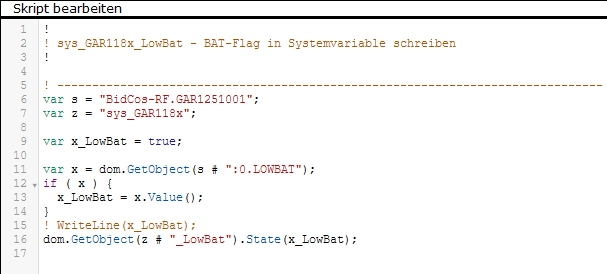 Skript bearbeiten
1 !
2 ! sys_GAR118x_LowBat - BAT-Flag in Systemvariable schreiben
3 !
4
5 ! ------------------------------------------------------------------------------
6 var s = "BidCos-RF.GAR1251001";
7 var z = "sys_GAR118x";
8
9 var x_LowBat = true;
10
11 var x = dom.GetObject(s # ":0.LOWBAT");
12 if ( x ) {
13   x_LowBat = x.Value();
14 }
15 ! WriteLine(x_LowBat);
16 dom.GetObject(z # "_LowBat").State(x_LowBat);
17